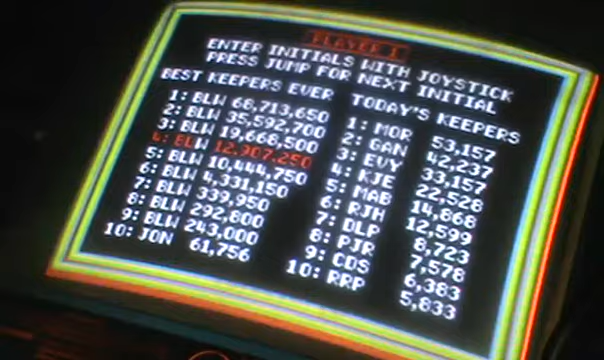 PLAYER 1
ENTER INITIALS WITH JOYSTICK
PRESS JUMP FOR NEXT INITIAL
BEST KEEPERS EVER
1: BLW 68,713,650
2: BLW 35,592,700
3: BLW 19,668,500
4: BLW 12,907,250
5: BLW 10,444,750
6: BLW 4,331,150
7: BLW 339,950
8: BLW 292,800
9: BLW 243,000
10: JON 61,756
TODAY'S KEEPERS
1: MOR 53,157
2: GAN 42,237
3: EVY 33,157
4: KJE 22,528
5: MAB 14,868
6: RJH 12,599
7: DLP 8,723
8: PJR 7,578
9: CDS 6,383
10: RRP 5,833